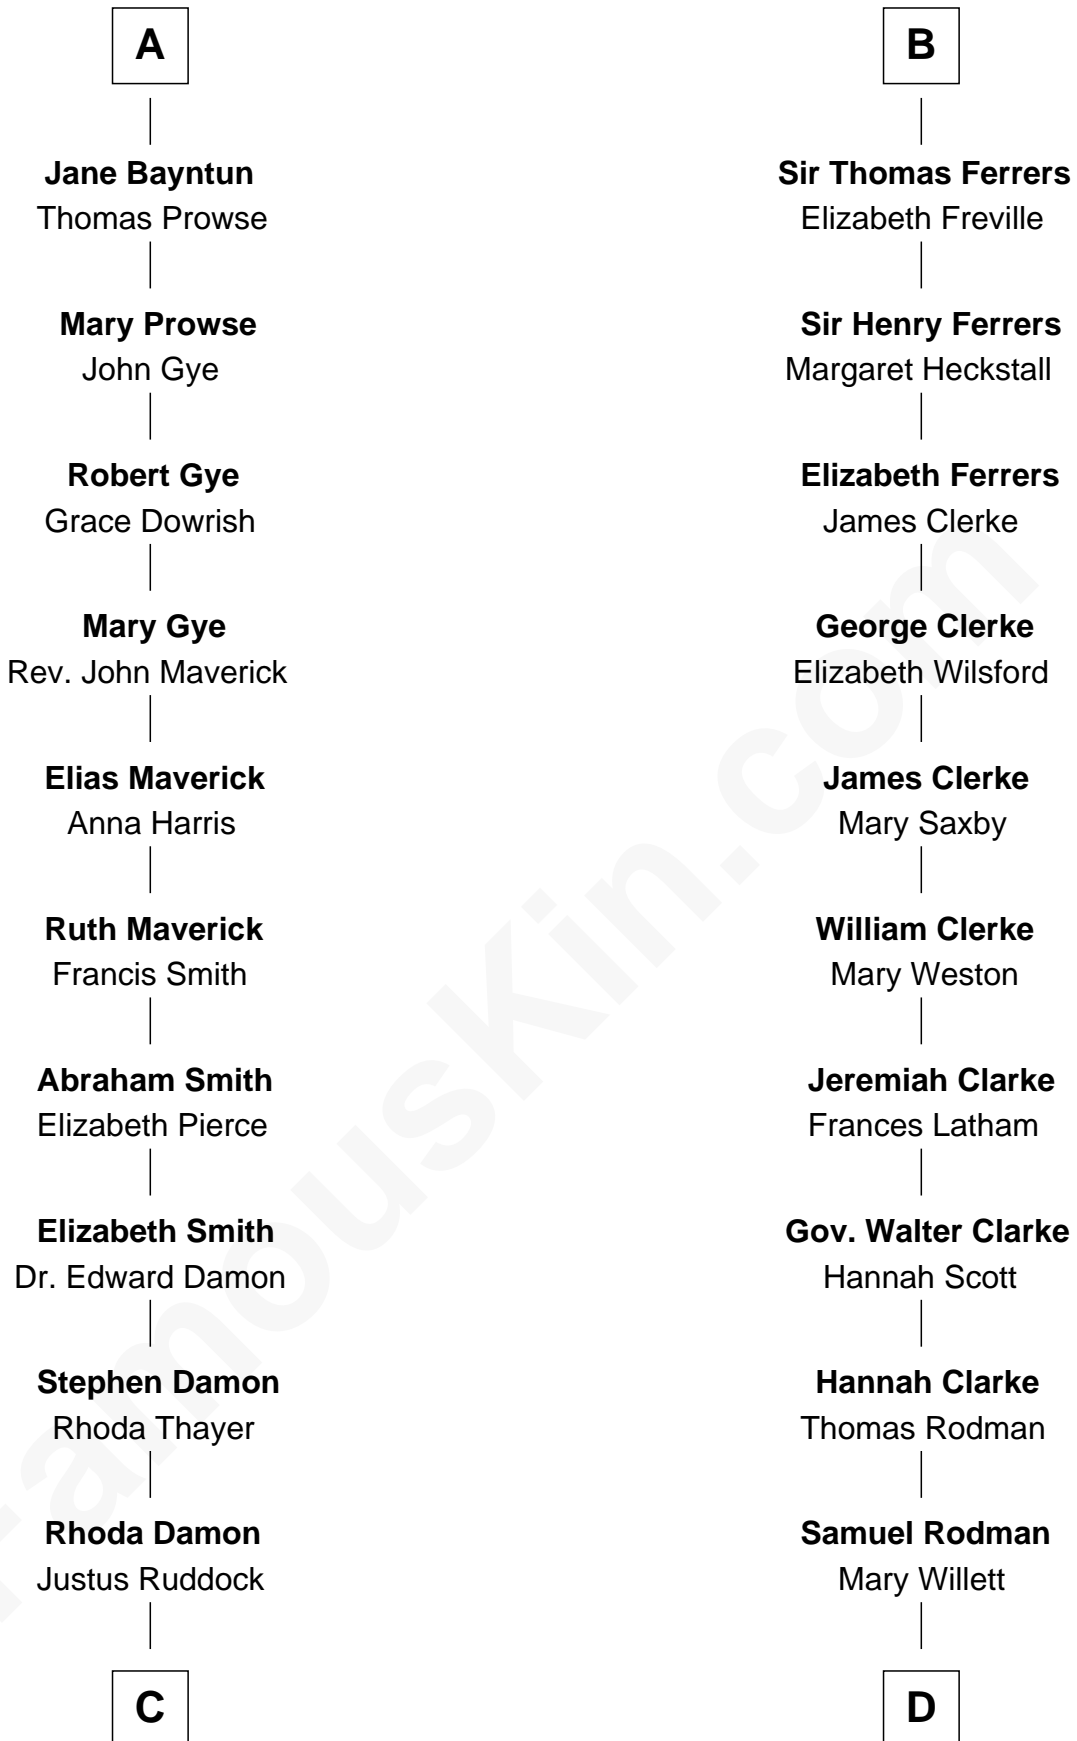 A
Jane Bayntun
Thomas Prowse
Mary Prowse
John Gye
Robert Gye
Grace Dowrish
Mary Gye
Rev. John Maverick
Elias Maverick
Anna Harris
Ruth Maverick
Francis Smith
Abraham Smith
Elizabeth Pierce
Elizabeth Smith
Dr. Edward Damon
Stephen Damon
Rhoda Thayer
Rhoda Damon
Justus Ruddock
C
B
Sir Thomas Ferrers
Elizabeth Freville
Sir Henry Ferrers
Margaret Heckstall
Elizabeth Ferrers
James Clerke
George Clerke
Elizabeth Wilsford
James Clerke
Mary Saxby
William Clerke
Mary Weston
Jeremiah Clarke
Frances Latham
Gov. Walter Clarke
Hannah Scott
Hannah Clarke
Thomas Rodman
Samuel Rodman
Mary Willett
D
FamousKin.com